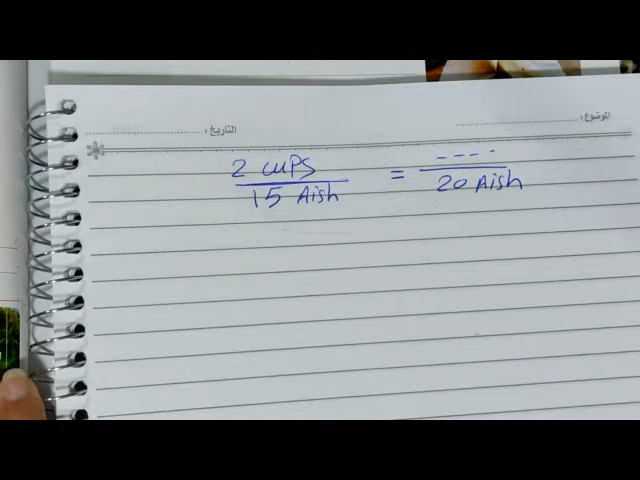 الموضوع :
التاريخ :
2 cups = ----
15 Aish 20 Aish